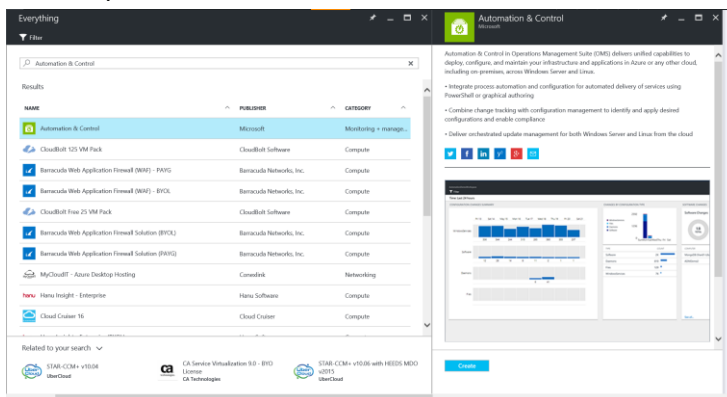 Everything
Filter
Automation & Control
Results
NAME PUBLISHER CATEGORY
Automation & Control Microsoft Monitoring + manage...
CloudBolt 125 VM Pack CloudBolt Software Compute
Barracuda Web Application Firewall (WAF) - PAYG Barracuda Networks, Inc. Compute
Barracuda Web Application Firewall (WAF) - BYOL Barracuda Networks, Inc. Compute
CloudBolt Free 25 VM Pack CloudBolt Software Compute
Barracuda Web Application Firewall Solution (BYOL) Barracuda Networks, Inc. Compute
Barracuda Web Application Firewall Solution (PAYG) Barracuda Networks, Inc. Compute
MyCloudIT - Azure Desktop Hosting Conexlink Networking
hanu Hanu Insight - Enterprise Hanu Software Compute
Cloud Cruiser 16 Cloud Cruiser Compute
Related to your search
STAR-CCM+ v10.04
UberCloud
ca
CA Service Virtualization 9.0 - BYO
License
CA Technologies
STAR-CCM+ v10.06 with HEEDS MDO
v2015
UberCloud
Automation & Control
Microsoft
Automation & Control in Operations Management Suite (OMS) delivers unified capabilities to
deploy, configure, and maintain your infrastructure and applications in Azure or any other cloud,
including on-premises, across Windows Server and Linux.
• Integrate process automation and configuration for automated delivery of services using
PowerShell or graphical authoring
• Combine change tracking with configuration management to identify and apply desired
configurations and enable compliance
• Deliver orchestrated update management for both Windows Server and Linux from the cloud
Create